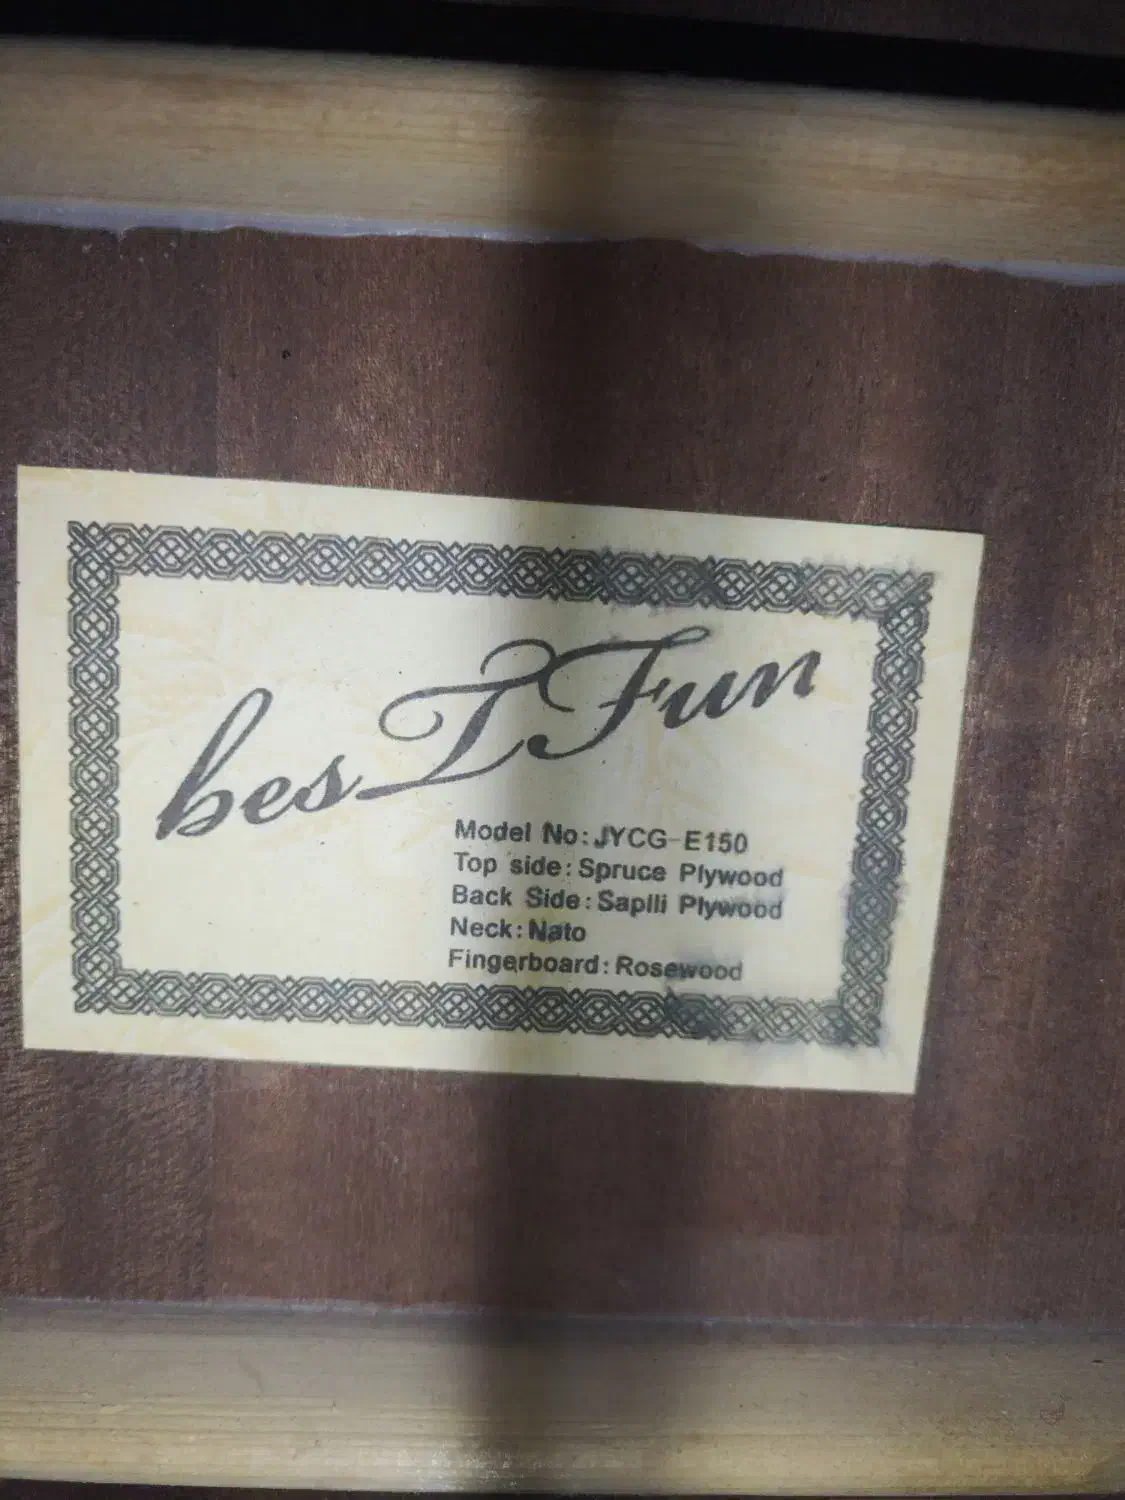 besTFun
Model No:JYCG-E150
Top side:Spruce Plywood
Back Side:Saplli Plywood
Neck:Nato
Fingerboard:Rosewood